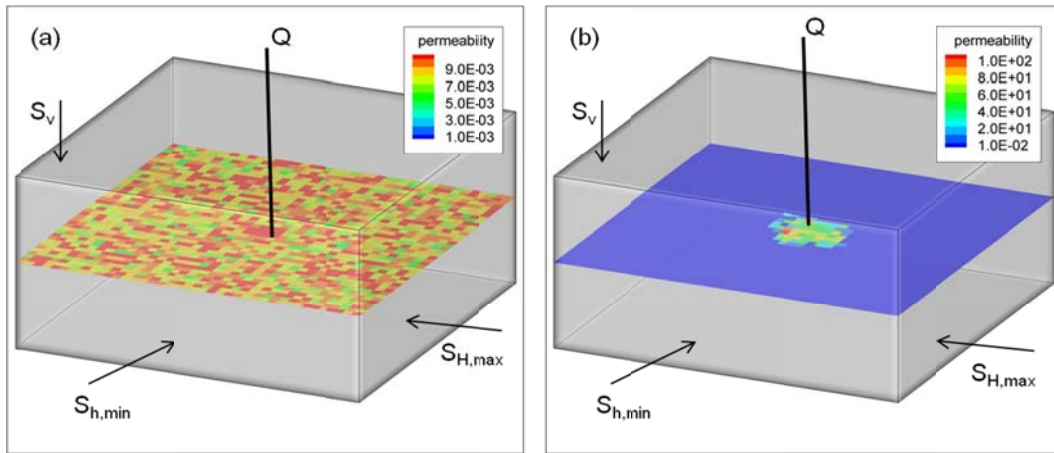 (a)
Q
permeability
9.0E-03
7.0E-03
5.0E-03
3.0E-03
1.0E-03
Sv
SH,max
Sh,min
(b)
Q
permeability
1.0E+02
8.0E+01
6.0E+01
4.0E+01
2.0E+01
1.0E-02
Sv
SH,max
Sh,min